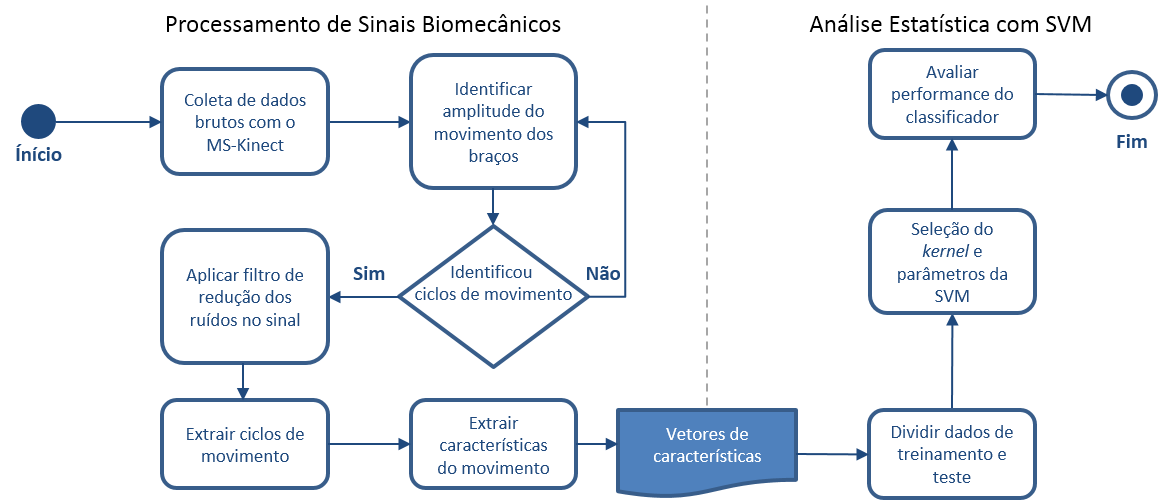 Processamento de Sinais Biomecânicos
Análise Estatística com SVM
Ínício
Coleta de dados
brutos com o
MS-Kinect
Identificar
amplitude do
movimento dos
braços
Identificou
ciclos de movimento
Sim
Não
Aplicar filtro de
redução dos
ruídos no sinal
Extrair ciclos de
movimento
Extrair
características
do movimento
Vetores de
características
Dividir dados de
treinamento e
teste
Seleção do
kernel e
parâmetros da
SVM
Avaliar
performance do
classificador
Fim